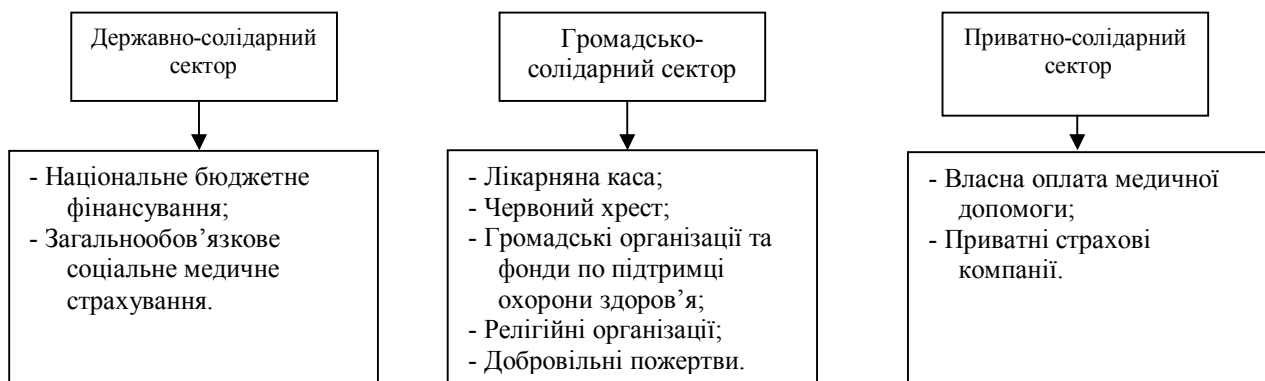 Державно-солідарний
сектор
- Національне бюджетне
фінансування;
- Загальнообов’язкове
соціальне медичне
страхування.
Громадсько-
солідарний сектор
- Лікарняна каса;
- Червоний хрест;
- Громадські організації та
фонди по підтримці
охорони здоров’я;
- Релігійні організації;
- Добровільні пожертви.
Приватно-солідарний
сектор
- Власна оплата медичної
допомоги;
- Приватні страхові
компанії.